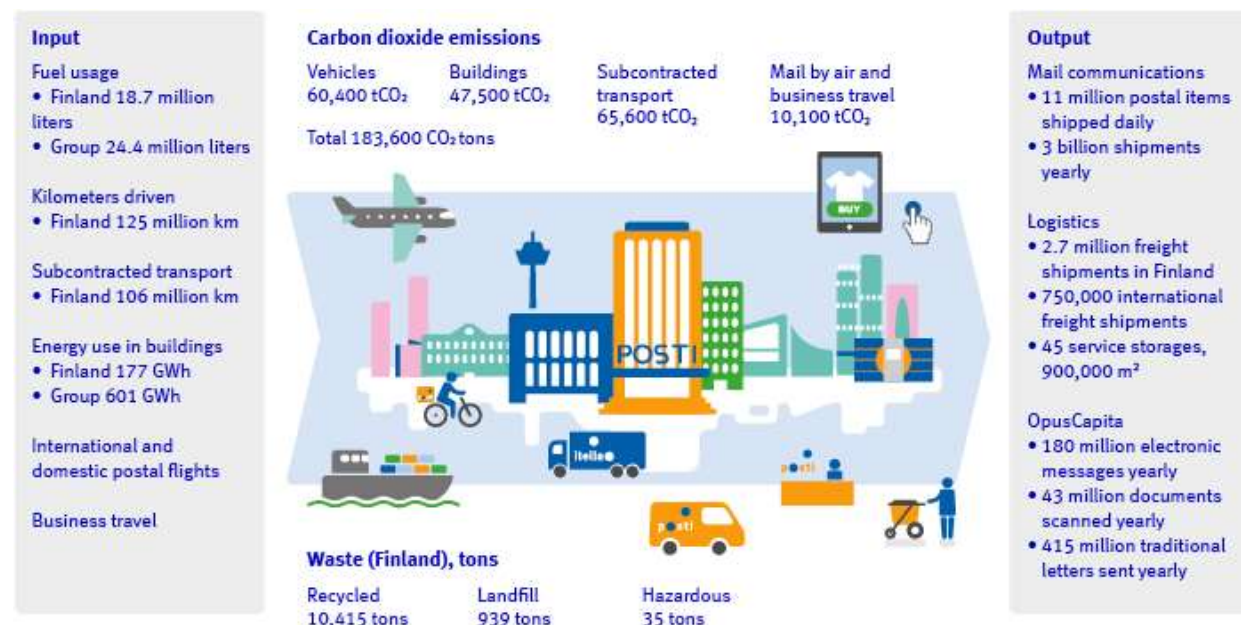 Input
Fuel usage
• Finland 18.7 million
liters
• Group 24.4 million liters
Kilometers driven
• Finland 125 million km
Subcontracted transport
• Finland 106 million km
Energy use in buildings
• Finland 177 GWh
• Group 601 GWh
International and
domestic postal flights
Business travel
Carbon dioxide emissions
Vehicles
60,400 tCO₂
Buildings
47,500 tCO₂
Subcontracted
transport
65,600 tCO₂
Mail by air and
business travel
10,100 tCO₂
Total 183,600 CO₂ tons
BUY
POSTI
itella
posti
posti
Waste (Finland), tons
Recycled
10,415 tons
Landfill
939 tons
Hazardous
35 tons
Output
Mail communications
• 11 million postal items
shipped daily
• 3 billion shipments
yearly
Logistics
• 2.7 million freight
shipments in Finland
• 750,000 international
freight shipments
• 45 service storages,
900,000 m²
OpusCapita
• 180 million electronic
messages yearly
• 43 million documents
scanned yearly
• 415 million traditional
letters sent yearly